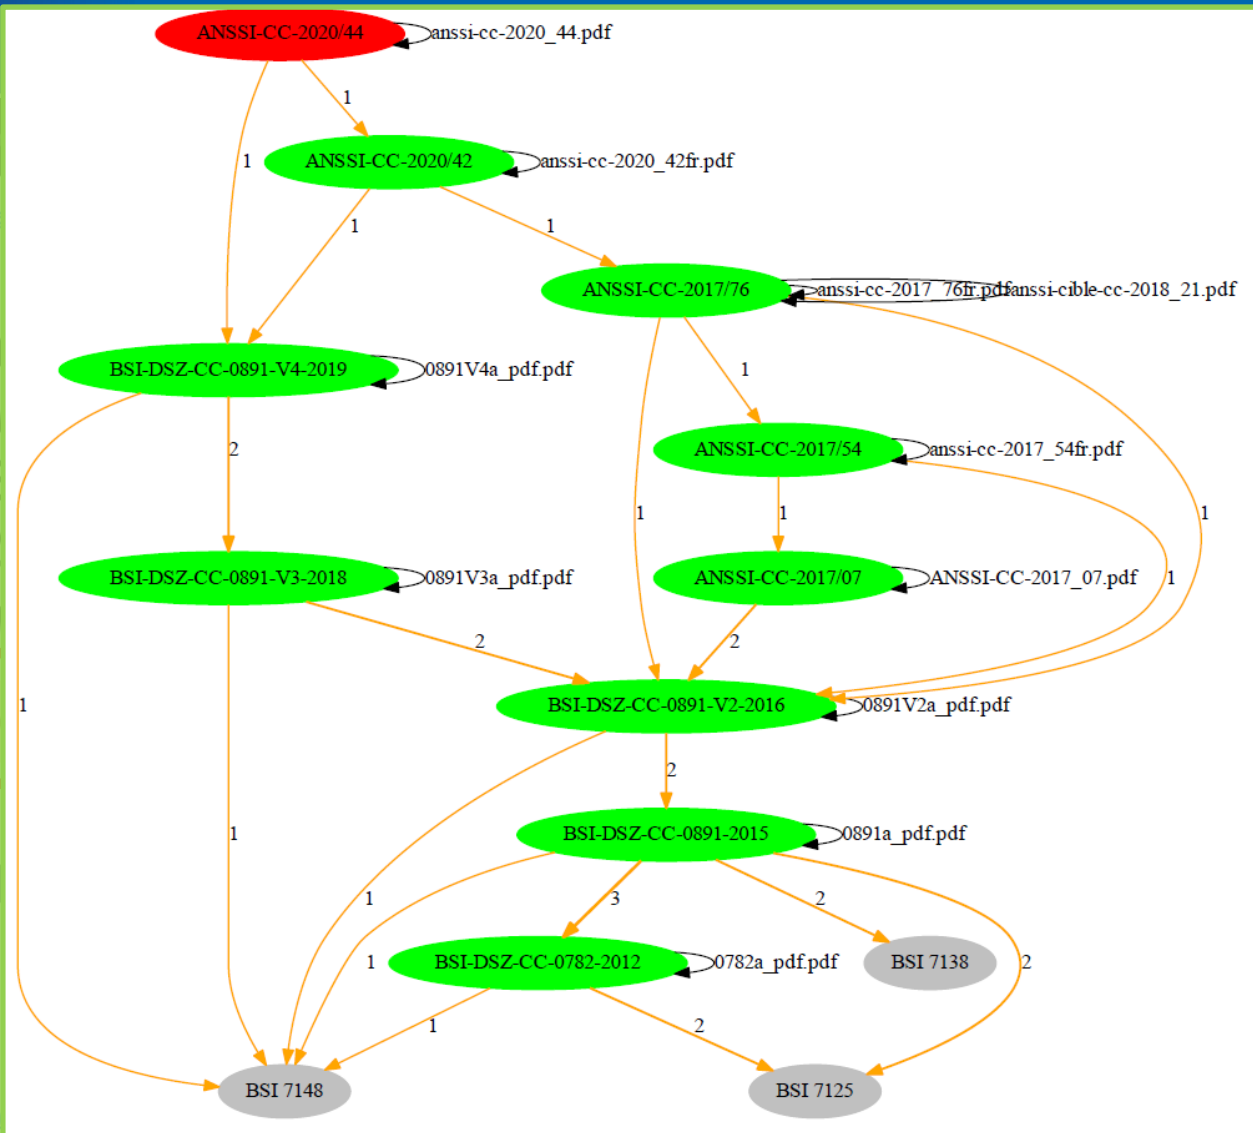 ANSSI-CC-2020/44
anssi-cc-2020_44.pdf
1
1
ANSSI-CC-2020/42
anssi-cc-2020_42fr.pdf
1
1
ANSSI-CC-2017/76
anssi-cc-2017_76fr.pdf
anssi-cible-cc-2018_21.pdf
BSI-DSZ-CC-0891-V4-2019
0891V4a_pdf.pdf
1
2
ANSSI-CC-2017/54
anssi-cc-2017_54fr.pdf
1
1
1
BSI-DSZ-CC-0891-V3-2018
0891V3a_pdf.pdf
ANSSI-CC-2017/07
ANSSI-CC-2017_07.pdf
1
2
2
1
BSI-DSZ-CC-0891-V2-2016
0891V2a_pdf.pdf
2
1
BSI-DSZ-CC-0891-2015
0891a_pdf.pdf
1
3
2
1
BSI-DSZ-CC-0782-2012
0782a_pdf.pdf
BSI 7138
2
1
2
BSI 7148
BSI 7125